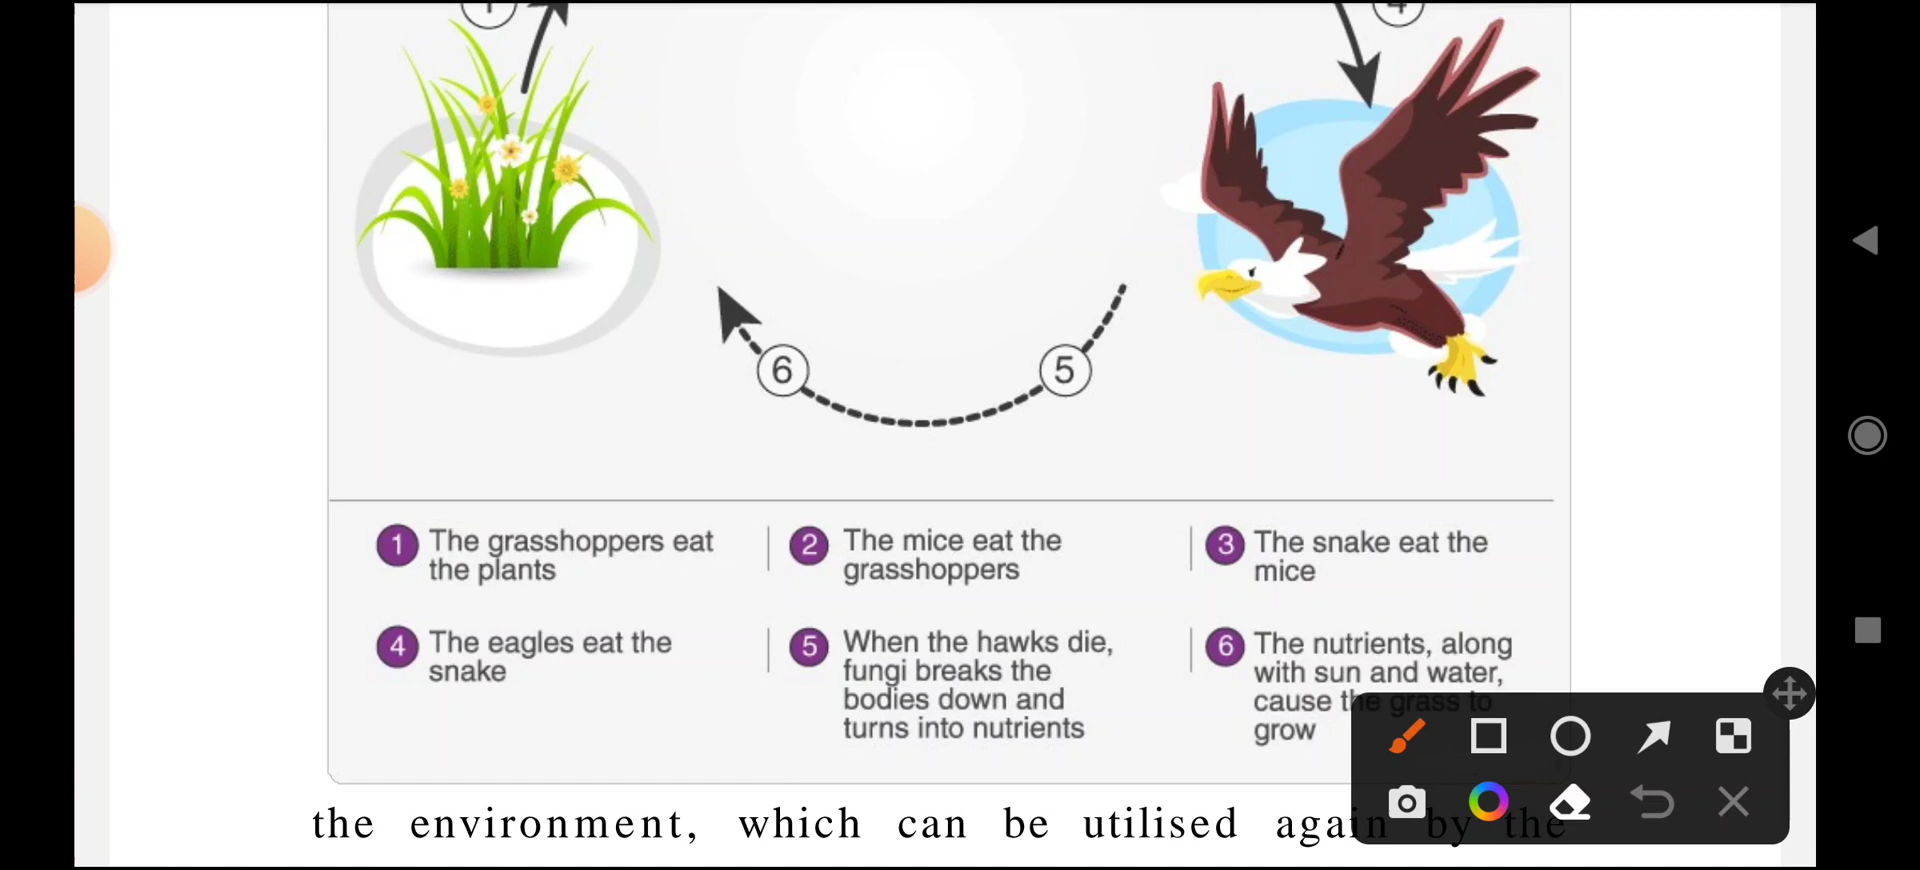 1
4
6
5
1 The grasshoppers eat
the plants
2 The mice eat the
grasshoppers
3 The snake eat the
mice
4 The eagles eat the
snake
5 When the hawks die,
fungi breaks the
bodies down and
turns into nutrients
6 The nutrients, along
with sun and water,
cause the grass to
grow
the environment, which can be utilised again by the